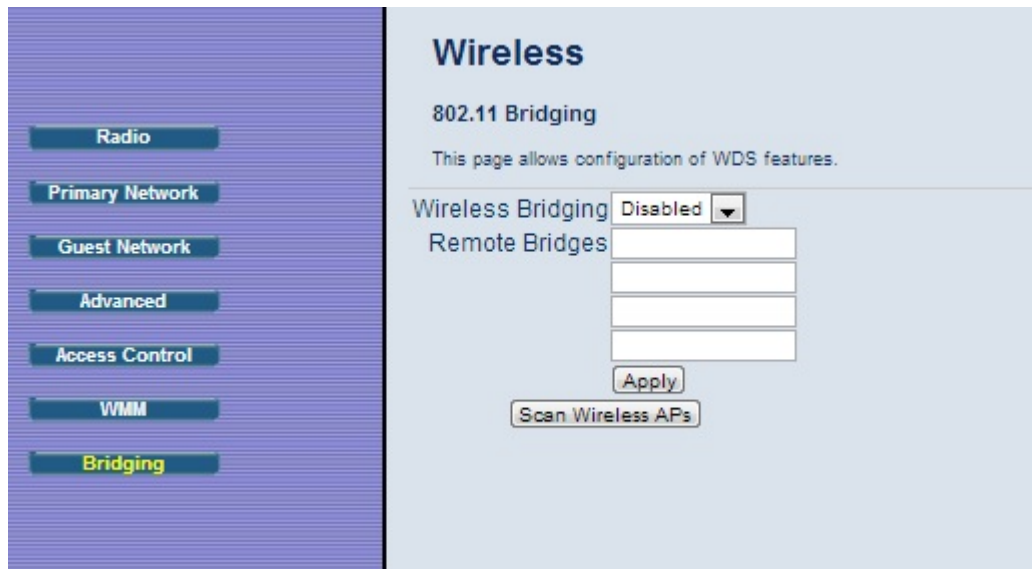 Radio
Primary Network
Guest Network
Advanced
Access Control
WMM
Bridging
Wireless
802.11 Bridging
This page allows configuration of WDS features.
Wireless Bridging Disabled
Remote Bridges
Apply
Scan Wireless APs